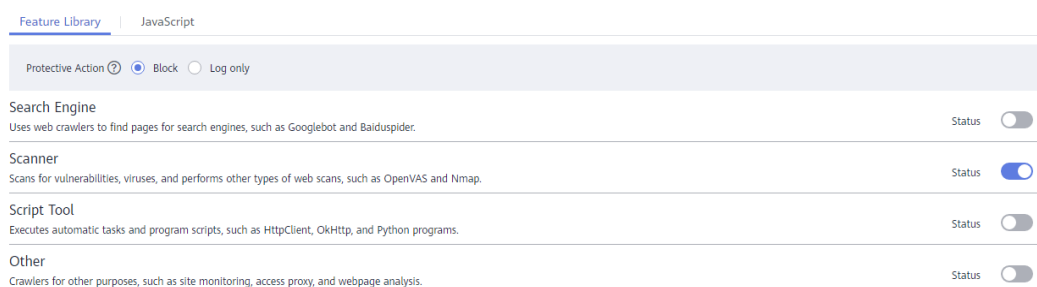 Feature Library JavaScript
Protective Action ? Block Log only
Search Engine
Uses web crawlers to find pages for search engines, such as Googlebot and Baiduspider.
Status
Scanner
Scans for vulnerabilities, viruses, and performs other types of web scans, such as OpenVAS and Nmap.
Status
Script Tool
Executes automatic tasks and program scripts, such as HttpClient, OkHttp, and Python programs.
Status
Other
Crawlers for other purposes, such as site monitoring, access proxy, and webpage analysis.
Status